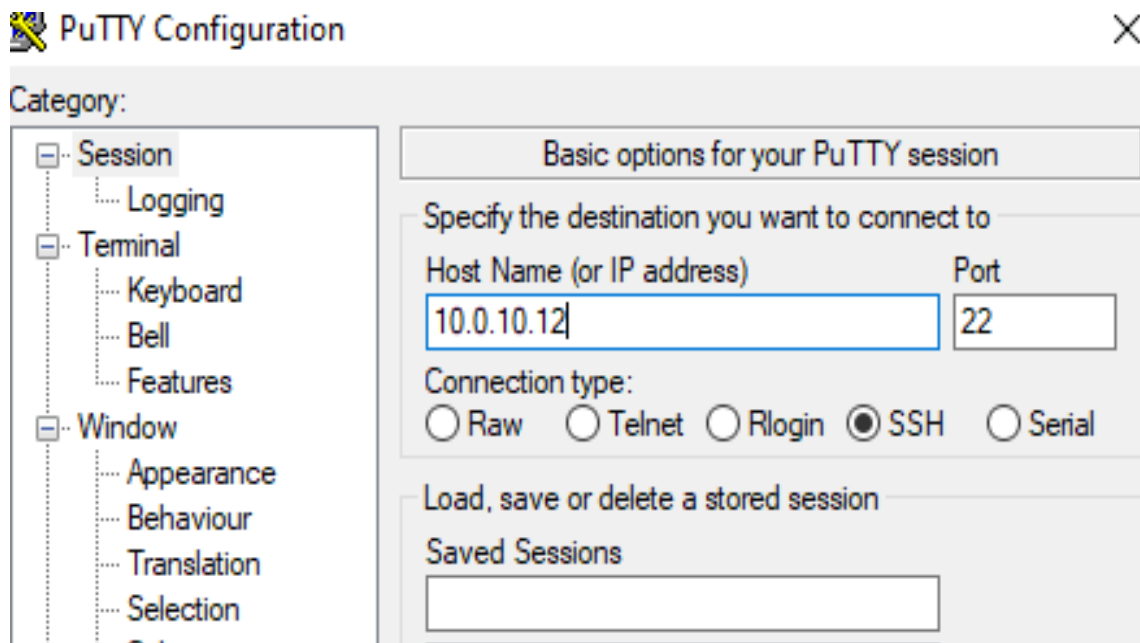 PuTTY Configuration
Category:
Session
Logging
Terminal
Keyboard
Bell
Features
Window
Appearance
Behaviour
Translation
Selection
Basic options for your PuTTY session
Specify the destination you want to connect to
Host Name (or IP address) Port
10.0.10.12 22
Connection type:
Raw Telnet Rlogin SSH Serial
Load, save or delete a stored session
Saved Sessions